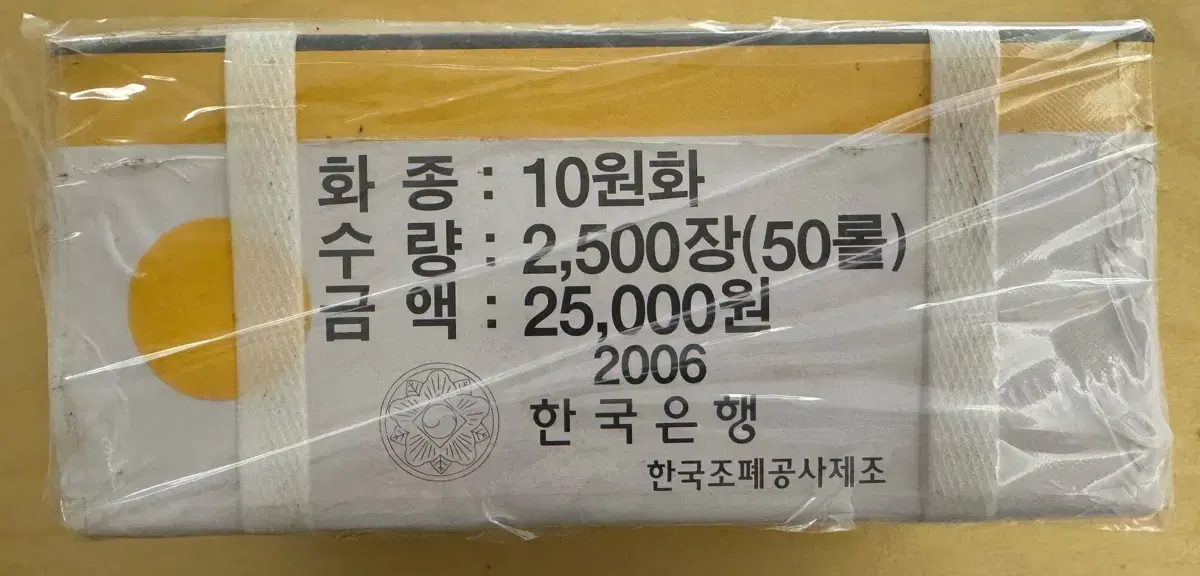 화 종 : 10원화
수 량 : 2,500장(50롤)
금 액 : 25,000원
2006
한국은행
한국조폐공사제조